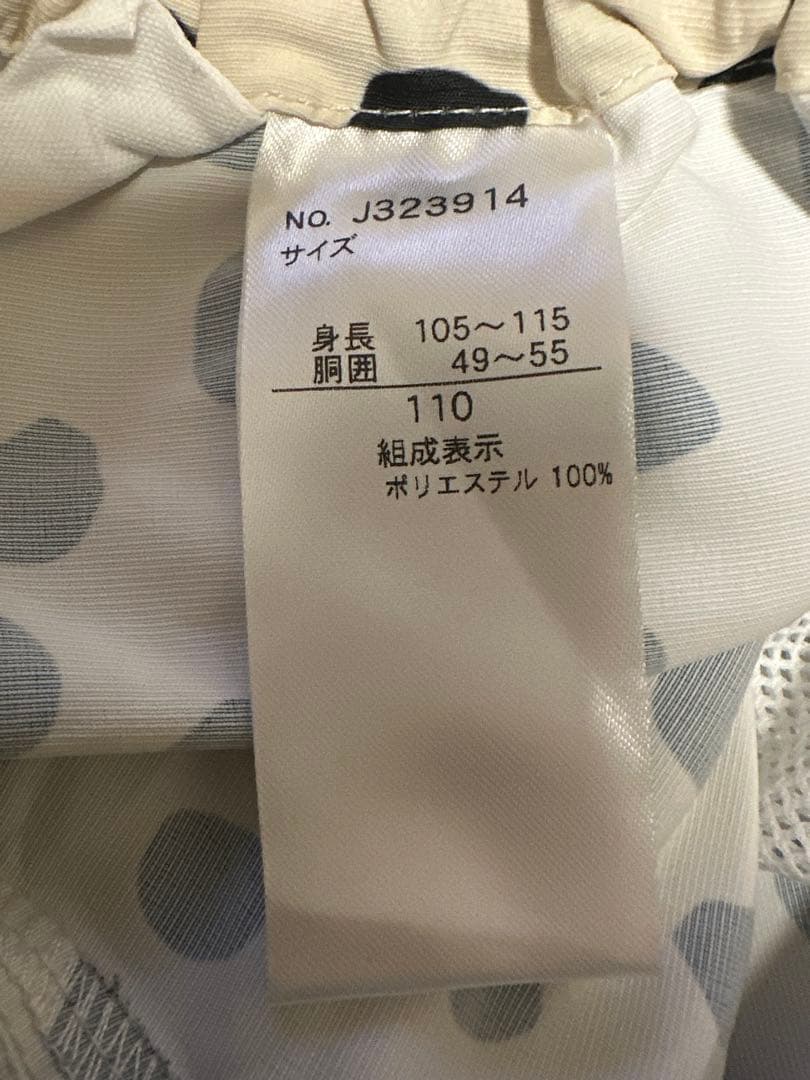 No. J323914
サイズ
身長 105～115
胴囲 49～55
110
組成表示
ポリエステル 100%